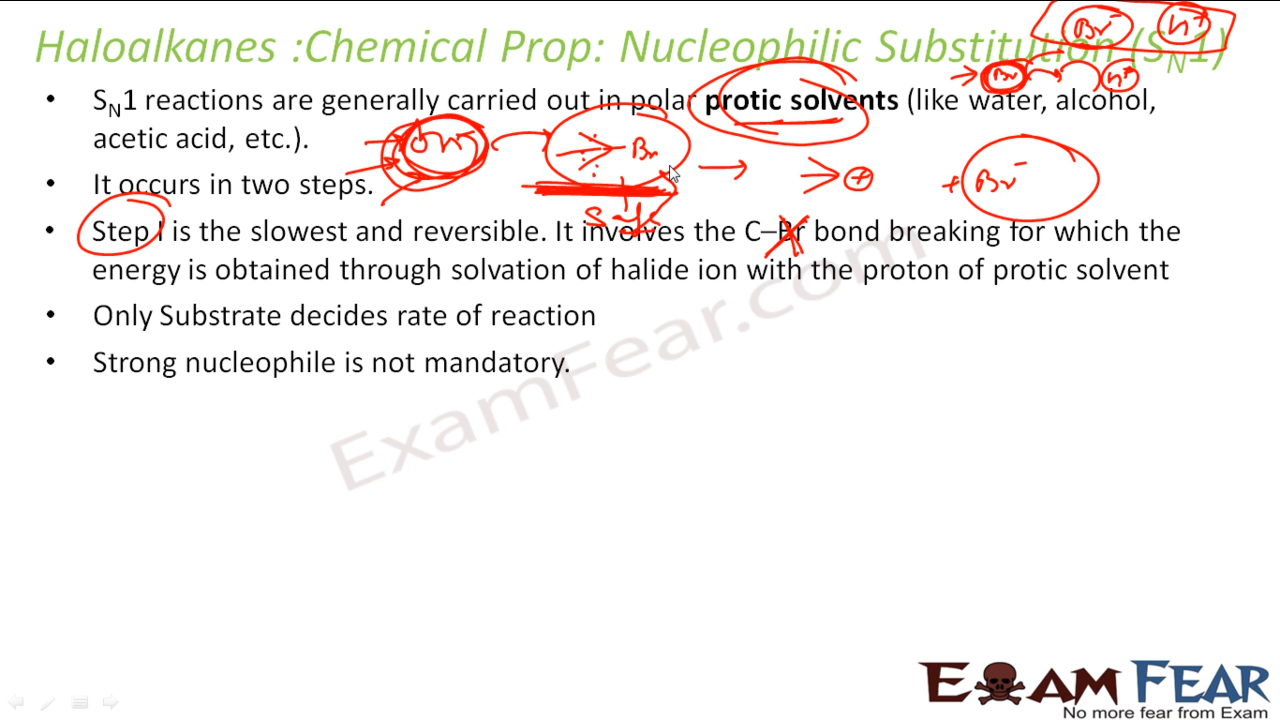 Haloalkanes :Chemical Prop: Nucleophilic Substitution (SN1)
Br⁻ H⁺
Br H⁺
• SN1 reactions are generally carried out in polar protic solvents (like water, alcohol,
acetic acid, etc.).
Br → ⊕ + Br⁻
• It occurs in two steps.
• Step I is the slowest and reversible. It involves the C–Br bond breaking for which the
energy is obtained through solvation of halide ion with the proton of protic solvent
• Only Substrate decides rate of reaction
• Strong nucleophile is not mandatory.
ExamFear.com
EXAM FEAR
No more fear from Exam